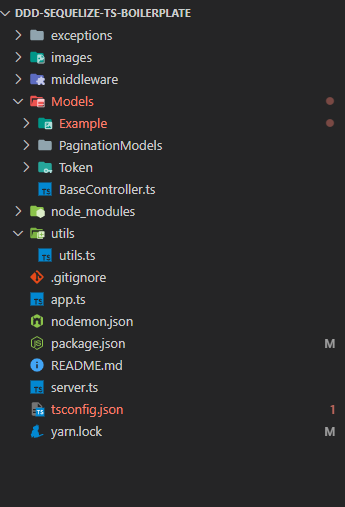 DDD-SEQUELIZE-TS-BOILERPLATE
exceptions
images
middleware
Models
Example
PaginationModels
Token
TS BaseController.ts
node_modules
utils
TS utils.ts
.gitignore
TS app.ts
nodemon.json
package.json M
README.md
TS server.ts
TS tsconfig.json 1
yarn.lock M